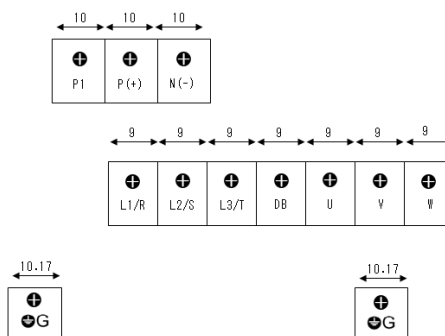 10 10 10
P1 P(+) N(-)
9 9 9 9 9 9 9
L1/R L2/S L3/T DB U V W
10.17 10.17
G G